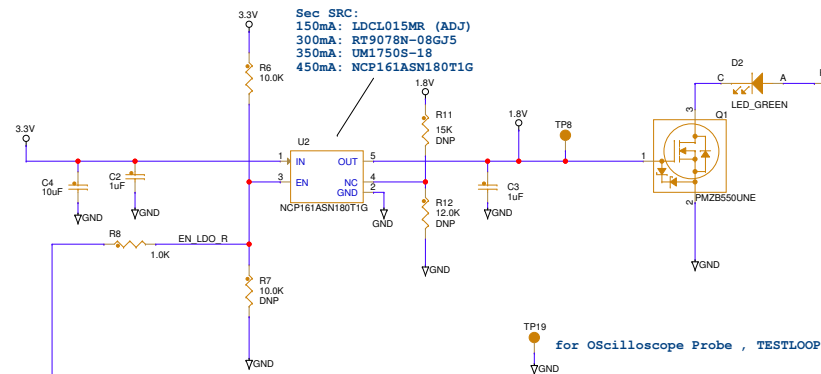 Sec SRC:
150mA: LDCL015MR (ADJ)
300mA: RT9078N-08GJ5
350mA: UM1750S-18
450mA: NCP161ASN180T1G
3.3V
R6
10.0K
1.8V
R11
15K
DNP
1.8V
TP8
D2
C
A
LED_GREEN
3
Q1
3.3V
U2
1
IN
OUT
5
3
EN
NC
4
GND
2
NCP161ASN180T1G
1
PMZB550UNE
2
C4
10uF
C2
1uF
C3
1uF
GND
GND
GND
GND
R12
12.0K
DNP
R8
1.0K
EN_LDO_R
R7
10.0K
DNP
GND
GND
GND
TP19
for OScilloscope Probe , TESTLOOP
GND